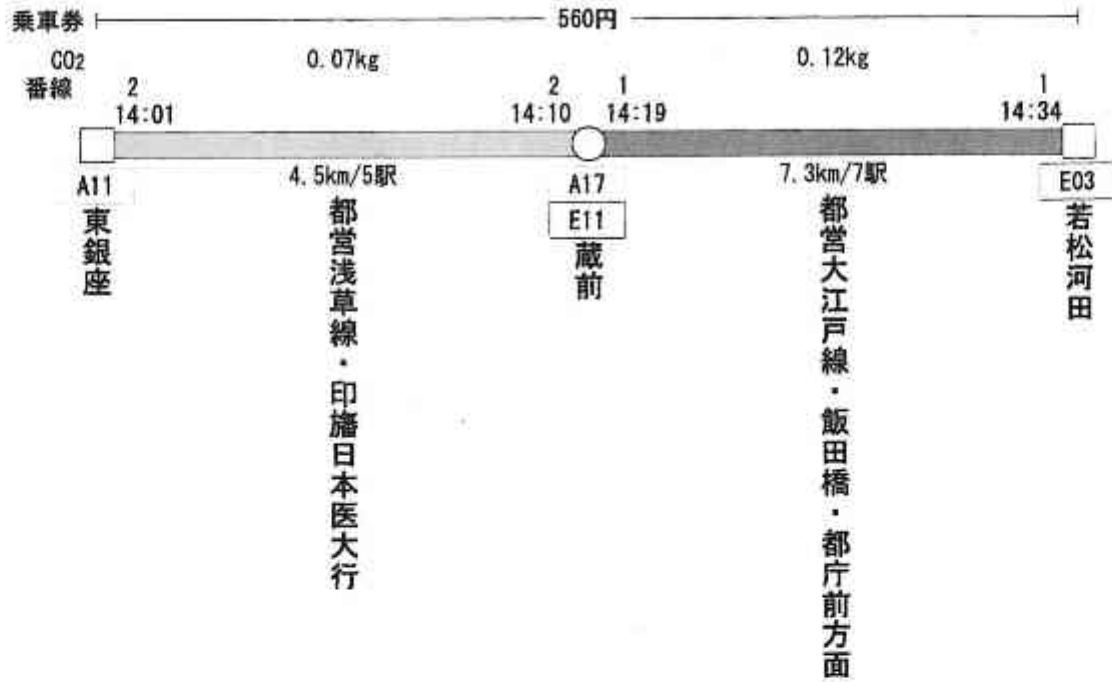 乗車券 560円
CO2 0.07kg 0.12kg
番線 2 2 1 1
14:01 14:10 14:19 14:34
4.5km/5駅 7.3km/7駅
A11 A17 E03
E11
東銀座
都営浅草線・印旛日本医大行
蔵前
都営大江戸線・飯田橋・都庁前方面
若松河田